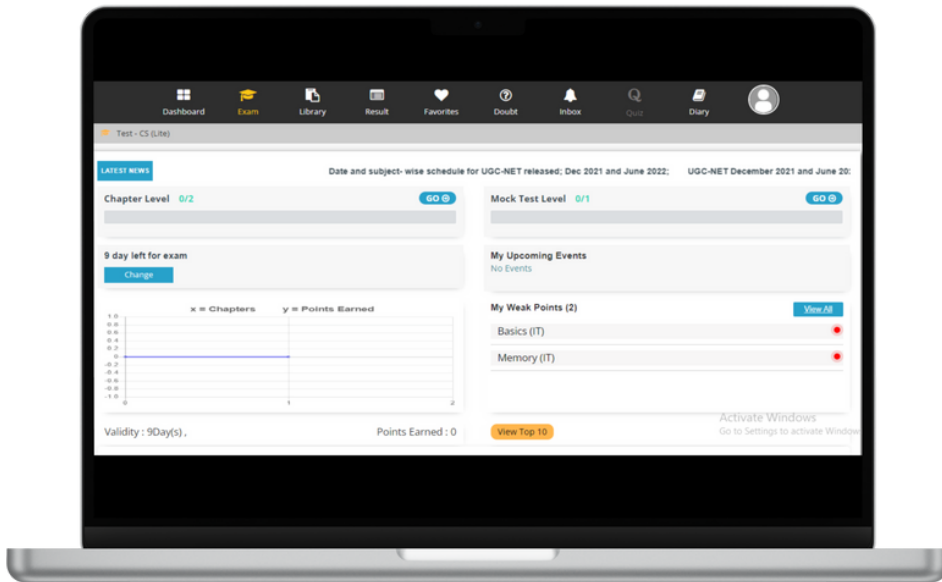 Dashboard Exam Library Result Favorites Doubt Inbox Quiz Diary
Test - CS (Lite)
LATEST NEWS Date and subject- wise schedule for UGC-NET released; Dec 2021 and June 2022; UGC-NET December 2021 and June 20
Chapter Level 0/2 GO
Mock Test Level 0/1 GO
9 day left for exam
Change
My Upcoming Events
No Events
x = Chapters y = Points Earned
1.0
0.8
0.6
0.4
0.2
0
-0.2
-0.4
-0.6
-0.8
-1.0
0 1 2
My Weak Points (2) View All
Basics (IT)
Memory (IT)
Validity : 9Day(s) , Points Earned : 0
View Top 10
Activate Windows
Go to Settings to activate Window